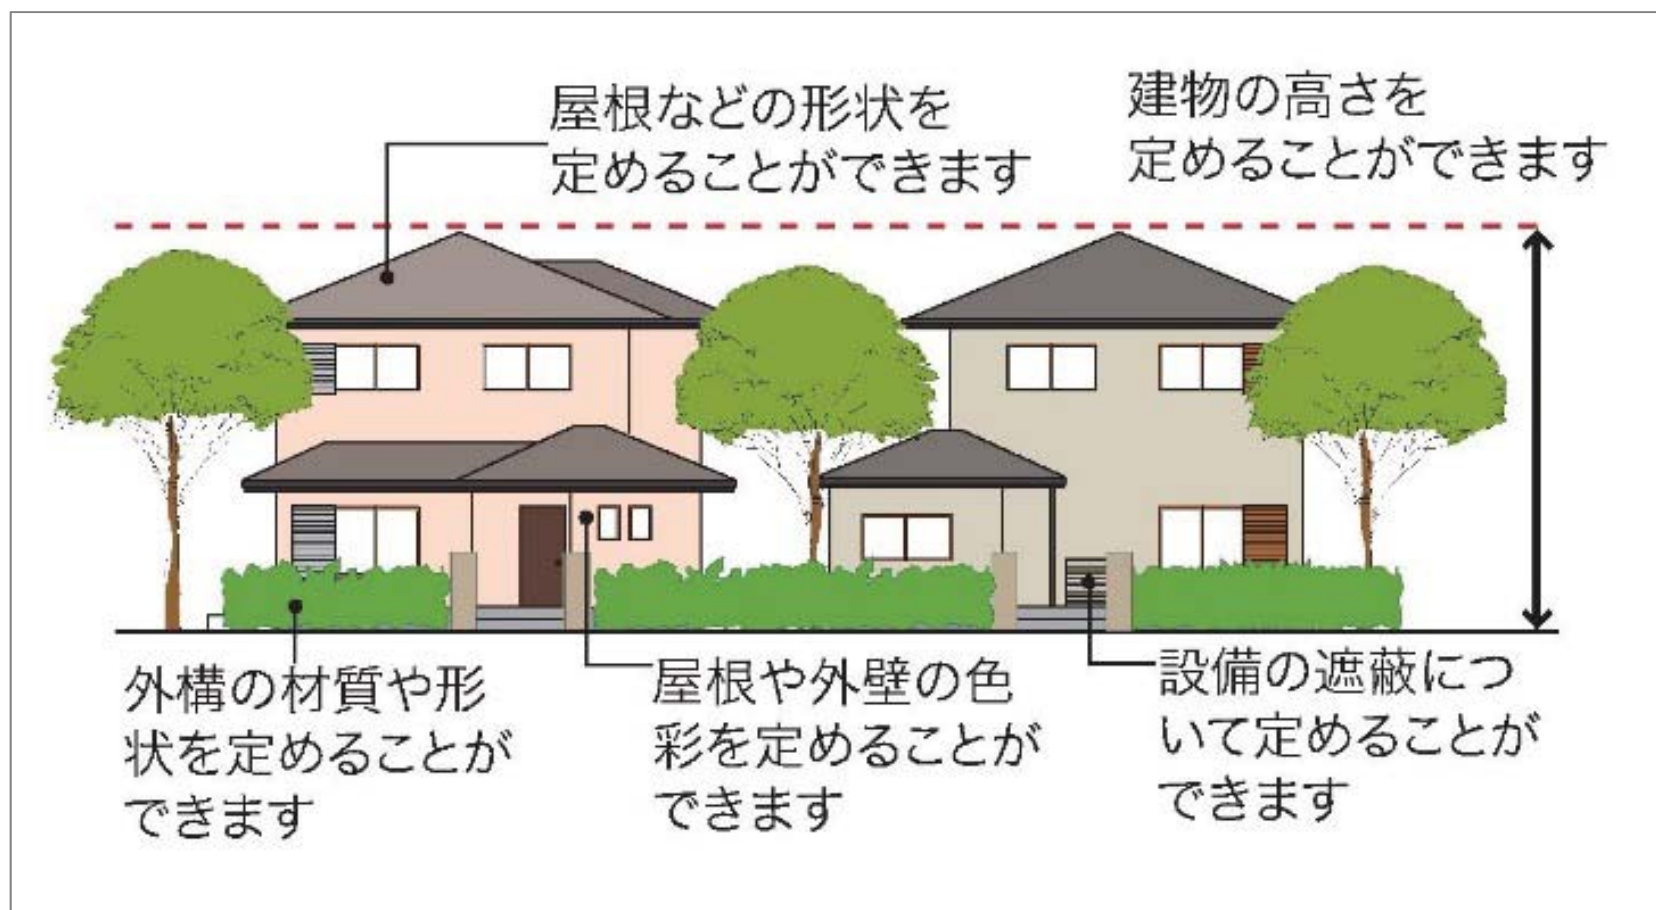 屋根などの形状を
定めることができます
建物の高さを
定めることができます
外構の材質や形
状を定めることが
できます
屋根や外壁の色
彩を定めることが
できます
設備の遮蔽につ
いて定めることが
できます